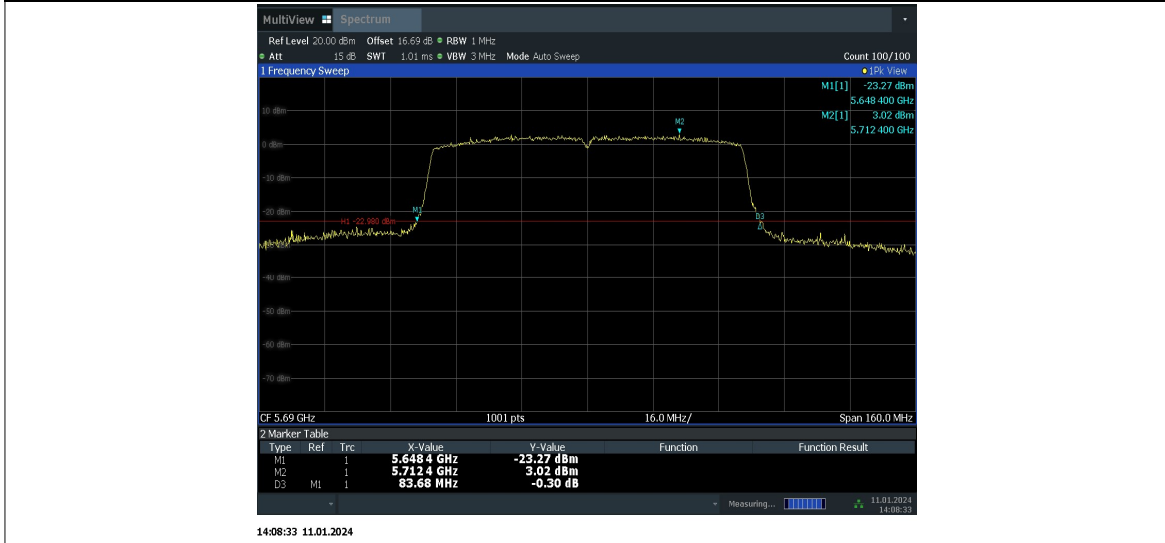 MultiView Spectrum
Ref Level 20.00 dBm Offset 16.69 dB RBW 1 MHz
Att 15 dB SWT 1.01 ms VBW 3 MHz Mode Auto Sweep Count 100/100
1 Frequency Sweep 1Pk View
M1[1] -23.27 dBm
5.648 400 GHz
M2[1] 3.02 dBm
5.712 400 GHz
10 dBm
M2
0 dBm
-10 dBm
-20 dBm
M1
H1 -22.980 dBm
D3
-40 dBm
-50 dBm
-60 dBm
-70 dBm
CF 5.69 GHz 1001 pts 16.0 MHz/ Span 160.0 MHz
2 Marker Table
Type Ref Trc X-Value Y-Value Function Function Result
M1 1 5.648 4 GHz -23.27 dBm
M2 1 5.712 4 GHz 3.02 dBm
D3 M1 1 83.68 MHz -0.30 dB
Measuring... 11.01.2024
14:08:33
14:08:33 11.01.2024